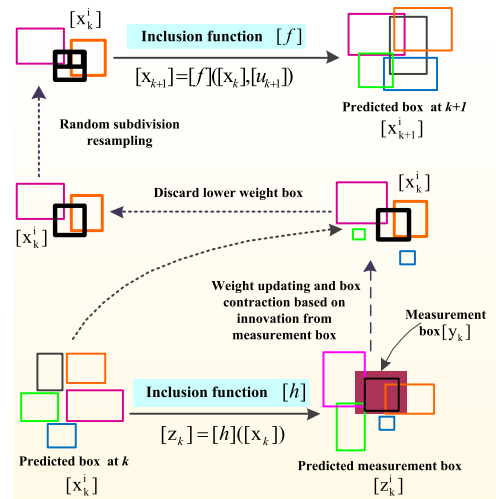 [x_k^i]
Inclusion function [f]
[x_{k+1}]=[f]([x_k],[u_{k+1}])
Predicted box at k+1
[x_{k+1}^i]
Random subdivision
resampling
Discard lower weight box
[x_k^i]
[x_k^i]
Weight updating and box
contraction based on
innovation from
measurement box
Measurement
box[y_k]
Inclusion function [h]
[z_k]=[h]([x_k])
Predicted box at k
[x_k^i]
Predicted measurement box
[z_k^i]